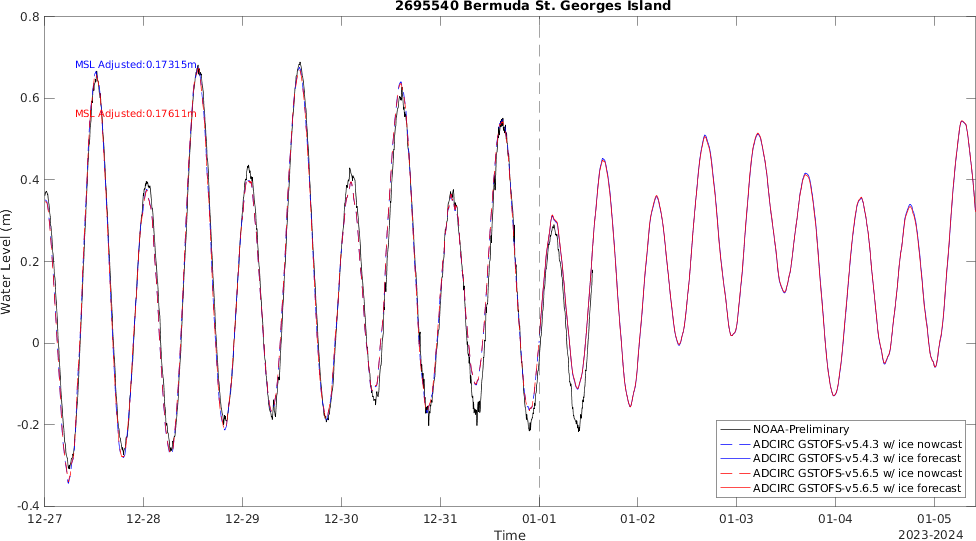 2695540 Bermuda St. Georges Island
0.8
MSL Adjusted:0.17315m
0.6
MSL Adjusted:0.17611m
0.4
0.2
0
-0.2
-0.4
Water Level (m)
NOAA-Preliminary
ADCIRC GSTOFS-v5.4.3 w/ ice nowcast
ADCIRC GSTOFS-v5.4.3 w/ ice forecast
ADCIRC GSTOFS-v5.6.5 w/ ice nowcast
ADCIRC GSTOFS-v5.6.5 w/ ice forecast
12-27 12-28 12-29 12-30 12-31 01-01 01-02 01-03 01-04 01-05
Time
2023-2024